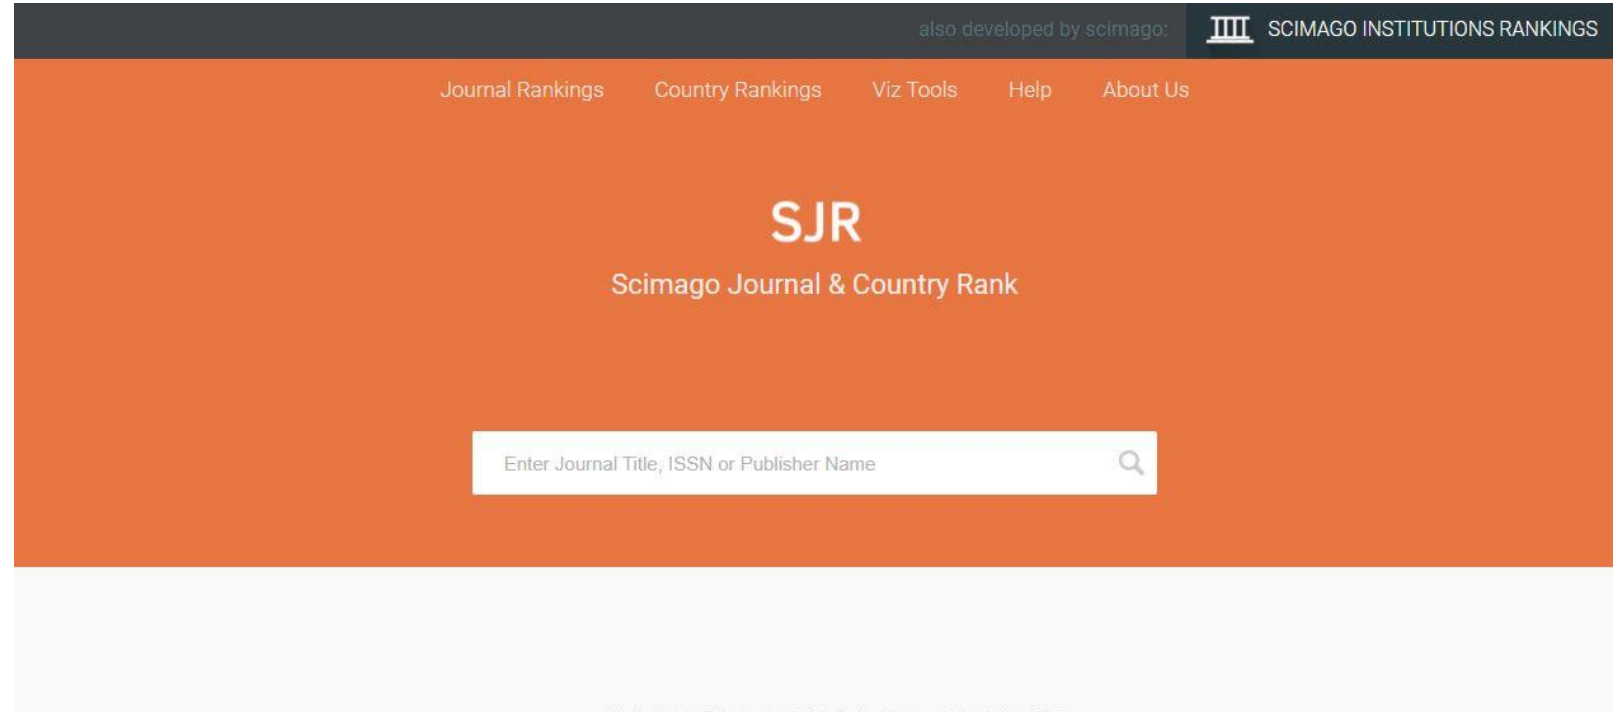 also developed by scimago: SCIMAGO INSTITUTIONS RANKINGS
Journal Rankings Country Rankings Viz Tools Help About Us
SJR
Scimago Journal & Country Rank
Enter Journal Title, ISSN or Publisher Name